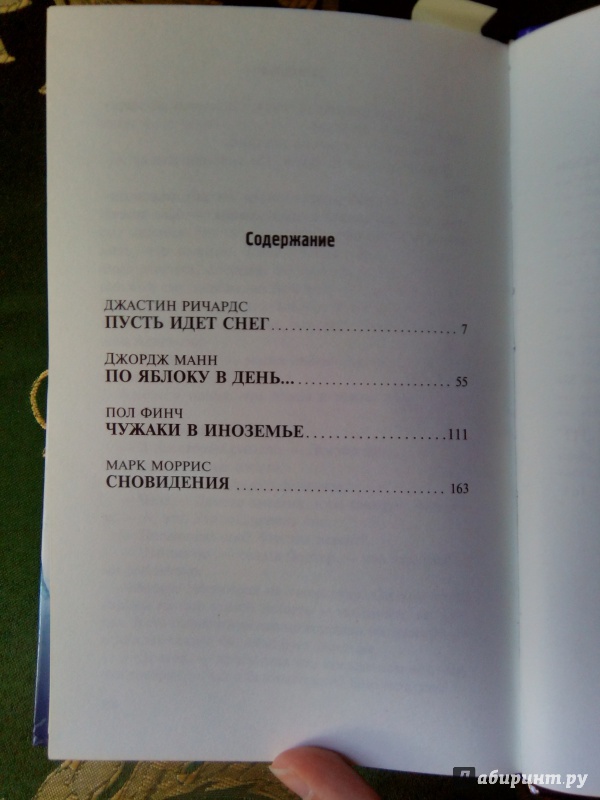 Содержание
ДЖАСТИН РИЧАРДС
ПУСТЬ ИДЕТ СНЕГ 7
ДЖОРДЖ МАНН
ПО ЯБЛОКУ В ДЕНЬ... 55
ПОЛ ФИНЧ
ЧУЖАКИ В ИНОЗЕМЬЕ 111
МАРК МОРРИС
СНОВИДЕНИЯ 163
Лабиринт.ру